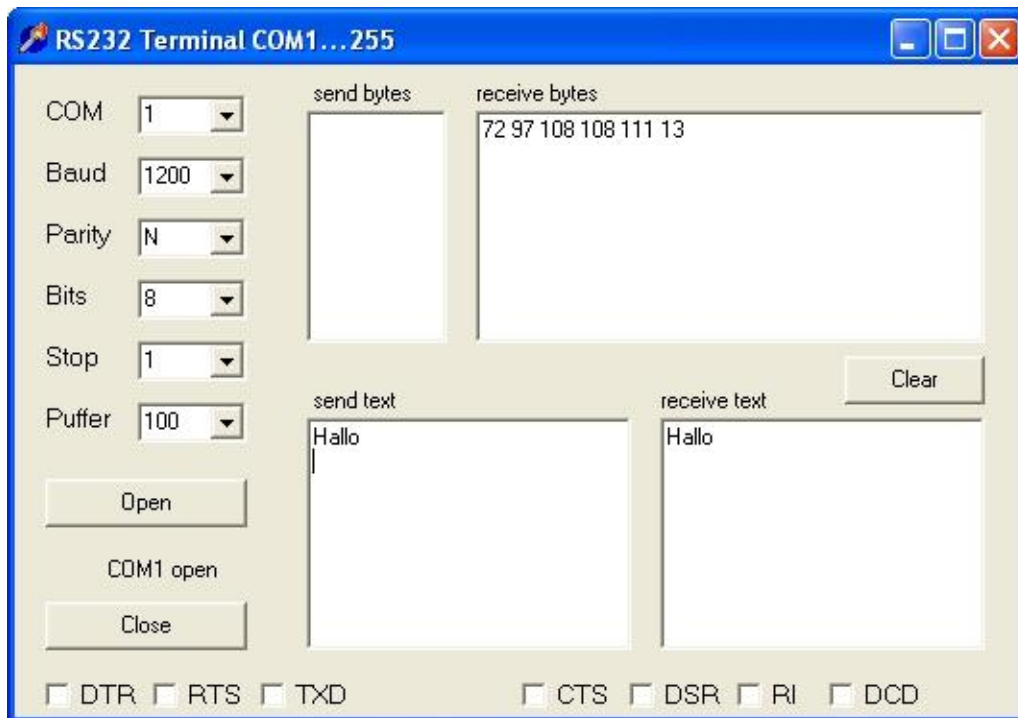 RS232 Terminal COM1...255
COM 1
Baud 1200
Parity N
Bits 8
Stop 1
Puffer 100
Open
COM1 open
Close
send bytes
receive bytes
72 97 108 108 111 13
Clear
send text
Hallo
receive text
Hallo
DTR RTS TXD CTS DSR RI DCD